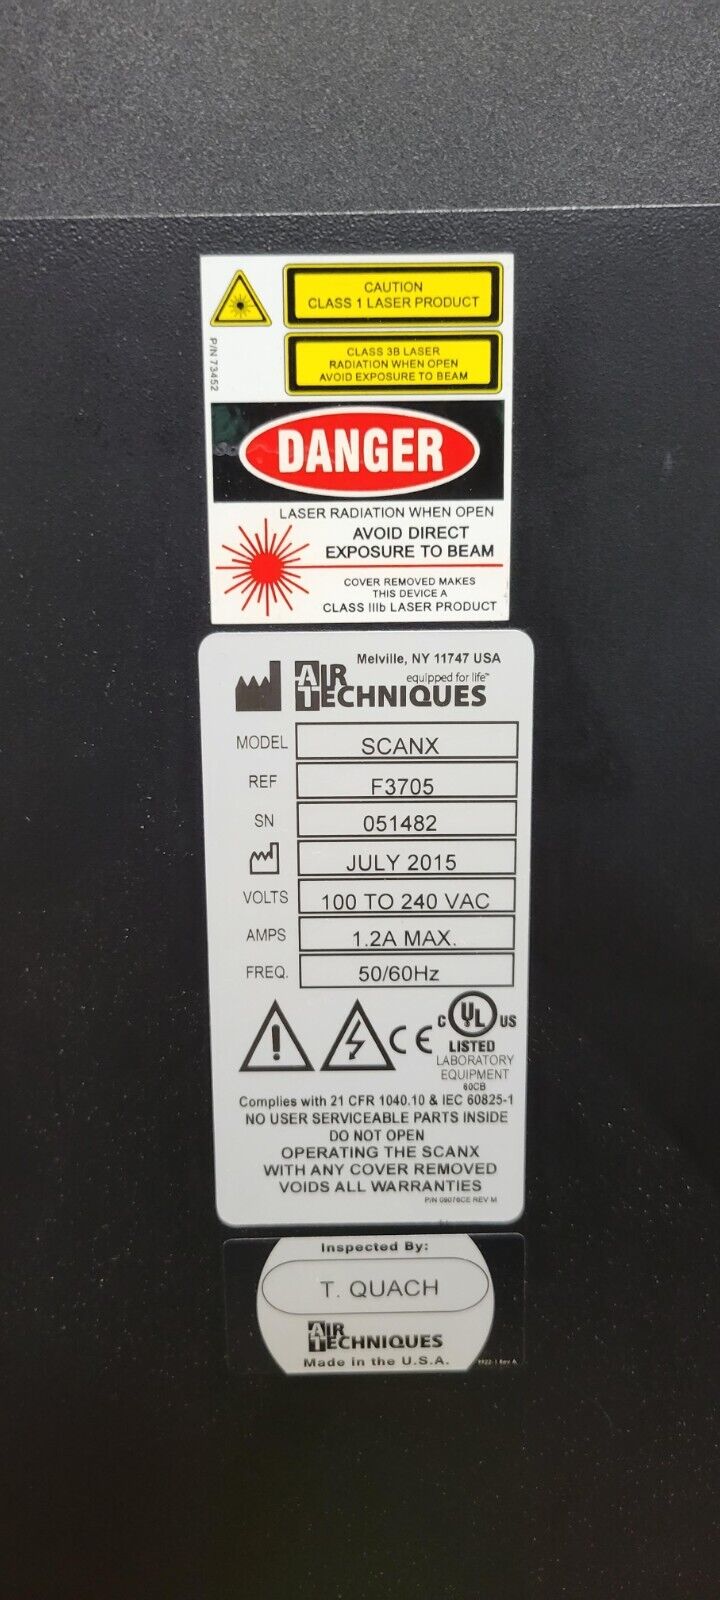 CAUTION
CLASS 1 LASER PRODUCT
CLASS 3B LASER
RADIATION WHEN OPEN
AVOID EXPOSURE TO BEAM
P/N 73452
DANGER
LASER RADIATION WHEN OPEN
AVOID DIRECT
EXPOSURE TO BEAM
COVER REMOVED MAKES
THIS DEVICE A
CLASS IIIb LASER PRODUCT
Melville, NY 11747 USA
AIR equipped for life™
TECHNIQUES
MODEL SCANX
REF F3705
SN 051482
JULY 2015
VOLTS 100 TO 240 VAC
AMPS 1.2A MAX.
FREQ. 50/60Hz
CE C UL US
LISTED
LABORATORY
EQUIPMENT
60CB
Complies with 21 CFR 1040.10 & IEC 60825-1
NO USER SERVICEABLE PARTS INSIDE
DO NOT OPEN
OPERATING THE SCANX
WITH ANY COVER REMOVED
VOIDS ALL WARRANTIES
P/N 09076CE REV M
Inspected By:
T. QUACH
AIR
TECHNIQUES
Made in the U.S.A.